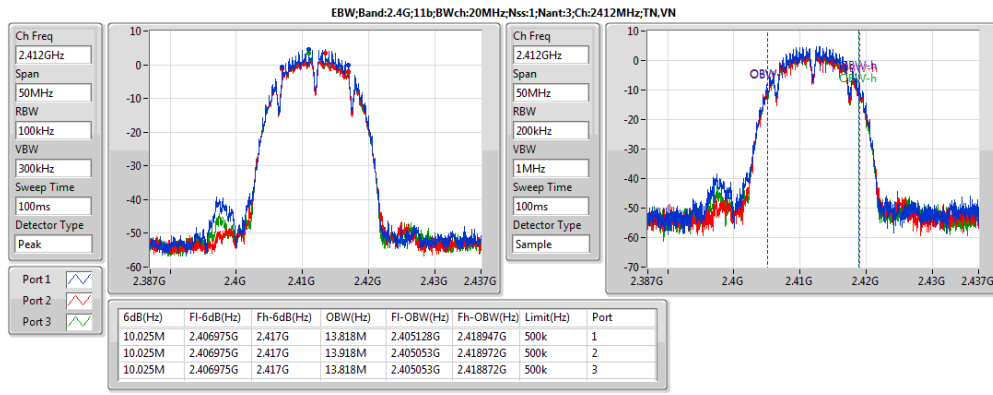 EBW;Band:2.4G;11b;BWch:20MHz;Nss:1;Nant:3;Ch:2412MHz;TN,VN
Ch Freq
2.412GHz
Span
50MHz
RBW
100kHz
VBW
300kHz
Sweep Time
100ms
Detector Type
Peak
Port 1
Port 2
Port 3
10
0
-10
-20
-30
-40
-50
-60
2.387G 2.4G 2.41G 2.42G 2.43G 2.437G
Ch Freq
2.412GHz
Span
50MHz
RBW
200kHz
VBW
1MHz
Sweep Time
100ms
Detector Type
Sample
10
0
-10
-20
-30
-40
-50
-60
-70
OBW-h
OBW-h
2.387G 2.4G 2.41G 2.42G 2.43G 2.437G
6dB(Hz) Fl-6dB(Hz) Fh-6dB(Hz) OBW(Hz) Fl-OBW(Hz) Fh-OBW(Hz) Limit(Hz) Port
10.025M 2.406975G 2.417G 13.818M 2.405128G 2.418947G 500k 1
10.025M 2.406975G 2.417G 13.918M 2.405053G 2.418972G 500k 2
10.025M 2.406975G 2.417G 13.818M 2.405053G 2.418872G 500k 3